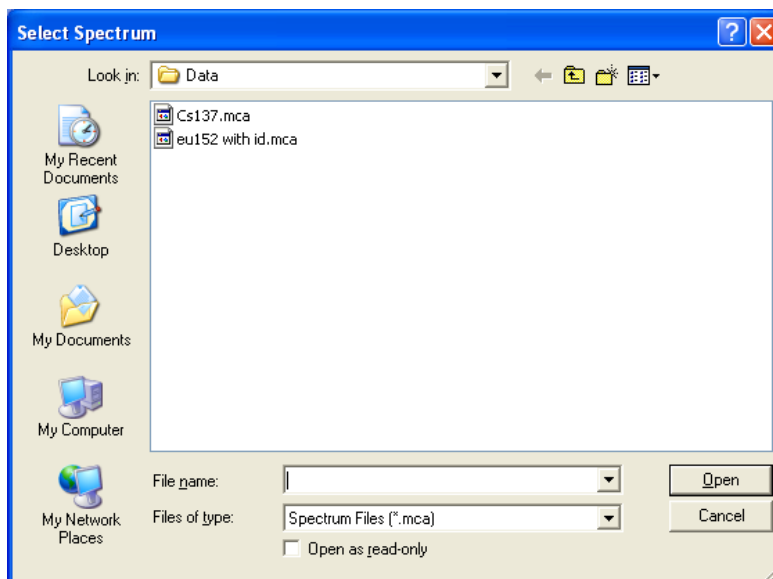 Select Spectrum
Look in:
Data
Cs137.mca
eu152 with id.mca
My Recent
Documents
Desktop
My Documents
My Computer
My Network
Places
File name:
Open
Files of type:
Spectrum Files (*.mca)
Cancel
Open as read-only